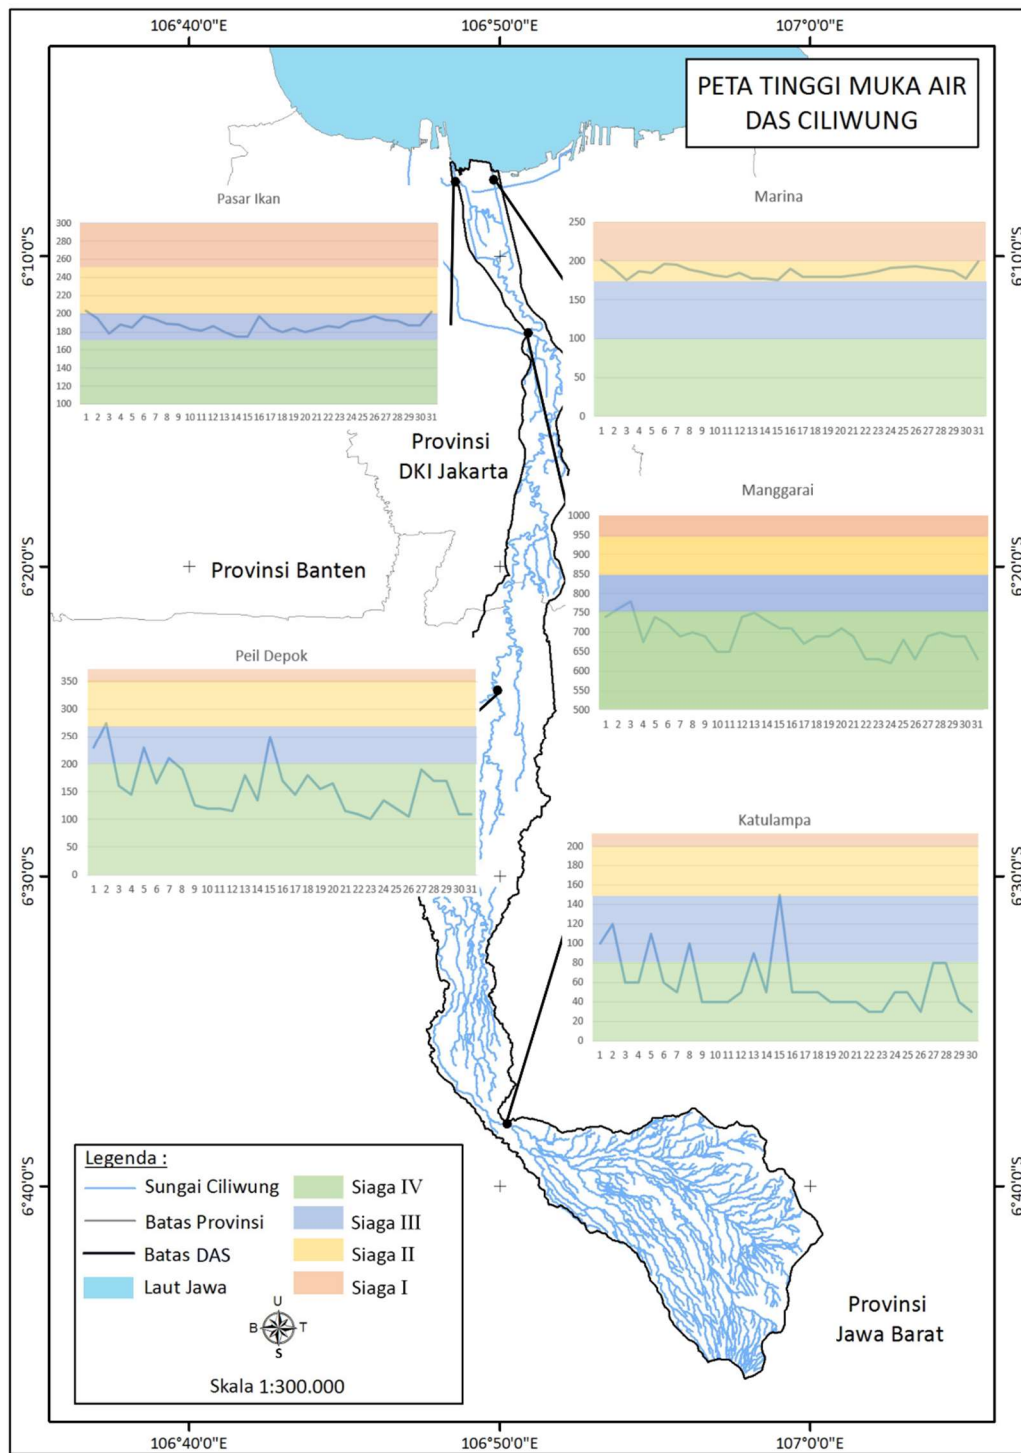 106°40'0"E 106°50'0"E 107°0'0"E
PETA TINGGI MUKA AIR
DAS CILIWUNG
6°10'0"S
6°20'0"S
6°30'0"S
6°40'0"S
Pasar Ikan
300
280
260
240
220
200
180
160
140
120
100
1 2 3 4 5 6 7 8 9 10 11 12 13 14 15 16 17 18 19 20 21 22 23 24 25 26 27 28 29 30 31
Marina
250
200
150
100
50
0
1 2 3 4 5 6 7 8 9 10 11 12 13 14 15 16 17 18 19 20 21 22 23 24 25 26 27 28 29 30 31
Provinsi
DKI Jakarta
Manggarai
1000
950
900
850
800
750
700
650
600
550
500
1 2 3 4 5 6 7 8 9 10 11 12 13 14 15 16 17 18 19 20 21 22 23 24 25 26 27 28 29 30 31
Provinsi Banten
Peil Depok
350
300
250
200
150
100
50
0
1 2 3 4 5 6 7 8 9 10 11 12 13 14 15 16 17 18 19 20 21 22 23 24 25 26 27 28 29 30 31
Katulampa
200
180
160
140
120
100
80
60
40
20
0
1 2 3 4 5 6 7 8 9 10 11 12 13 14 15 16 17 18 19 20 21 22 23 24 25 26 27 28 29 30
Legenda :
Sungai Ciliwung
Batas Provinsi
Batas DAS
Laut Jawa
Siaga IV
Siaga III
Siaga II
Siaga I
U
B T
S
Skala 1:300.000
Provinsi
Jawa Barat
6°10'0"S
6°20'0"S
6°30'0"S
6°40'0"S
106°40'0"E 106°50'0"E 107°0'0"E